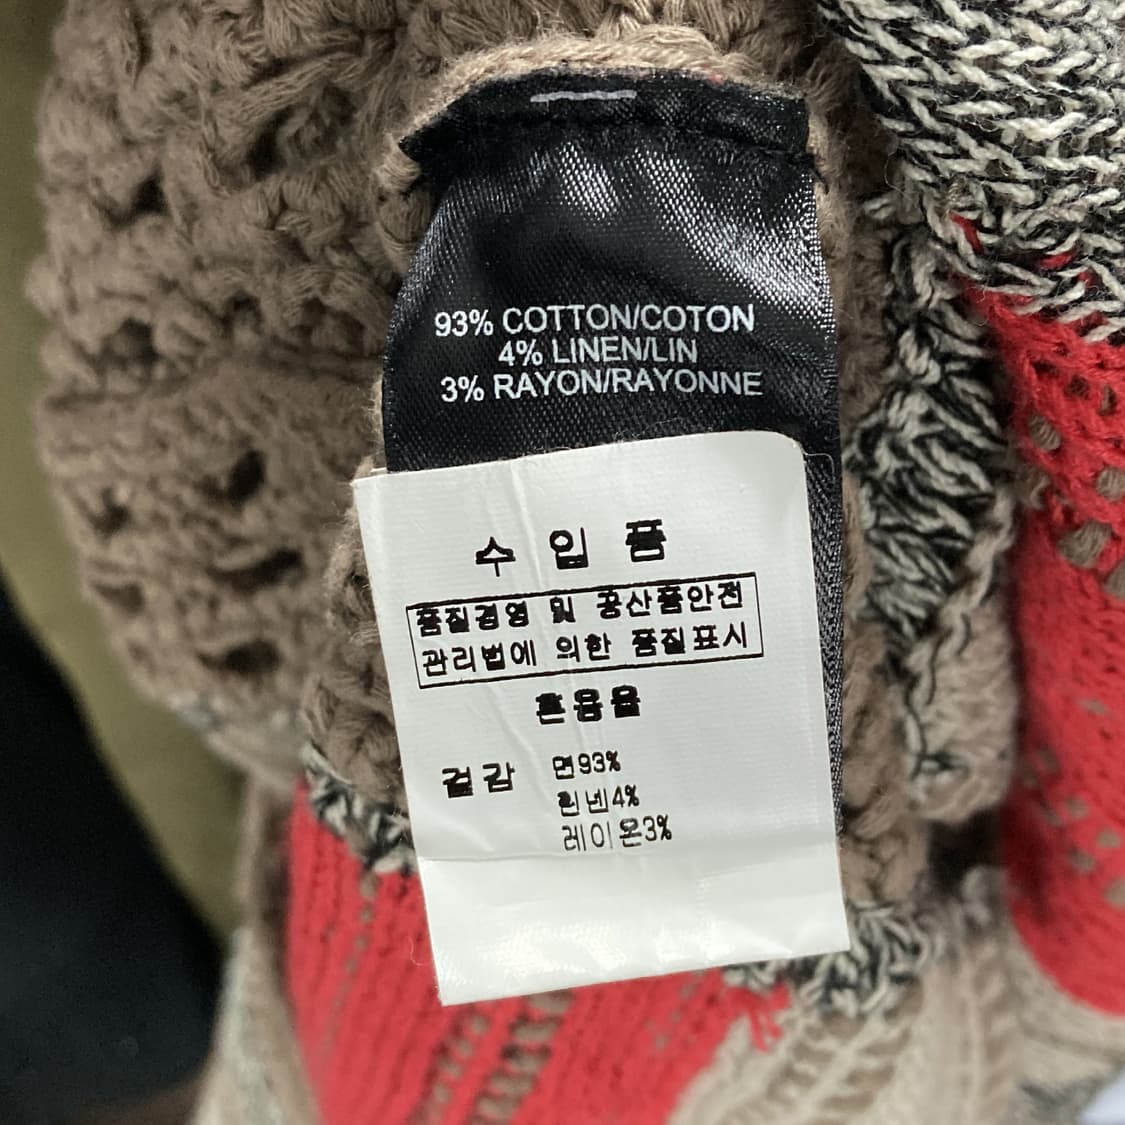 93% COTTON/COTON
4% LINEN/LIN
3% RAYON/RAYONNE
수 입 품
품질경영 및 공산품안전
관리법에 의한 품질표시
혼용율
겉감 면93%
린넨4%
레이온3%